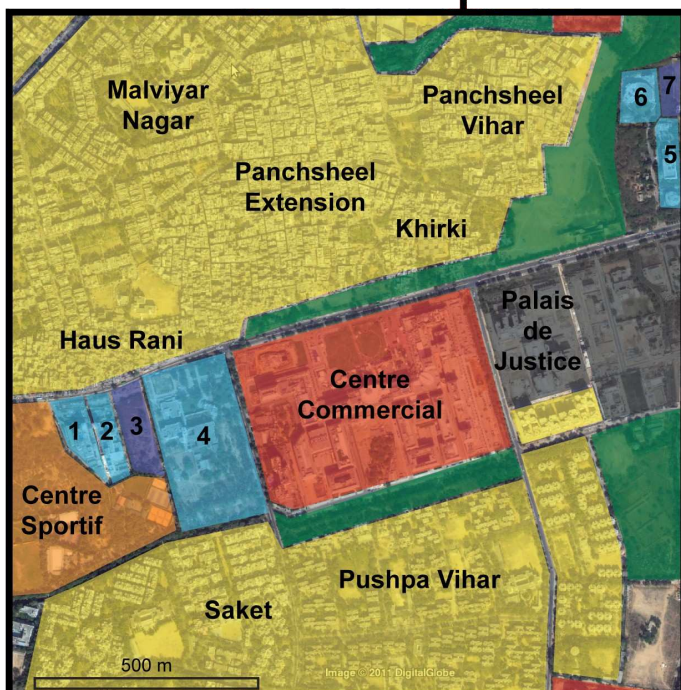 Malviyar
Nagar
Panchsheel
Vihar
6
7
5
Panchsheel
Extension
Khirki
Palais
de
Justice
Haus Rani
Centre
Commercial
1
2
3
4
Centre
Sportif
Pushpa Vihar
Saket
500 m
Image © 2011 DigitalGlobe